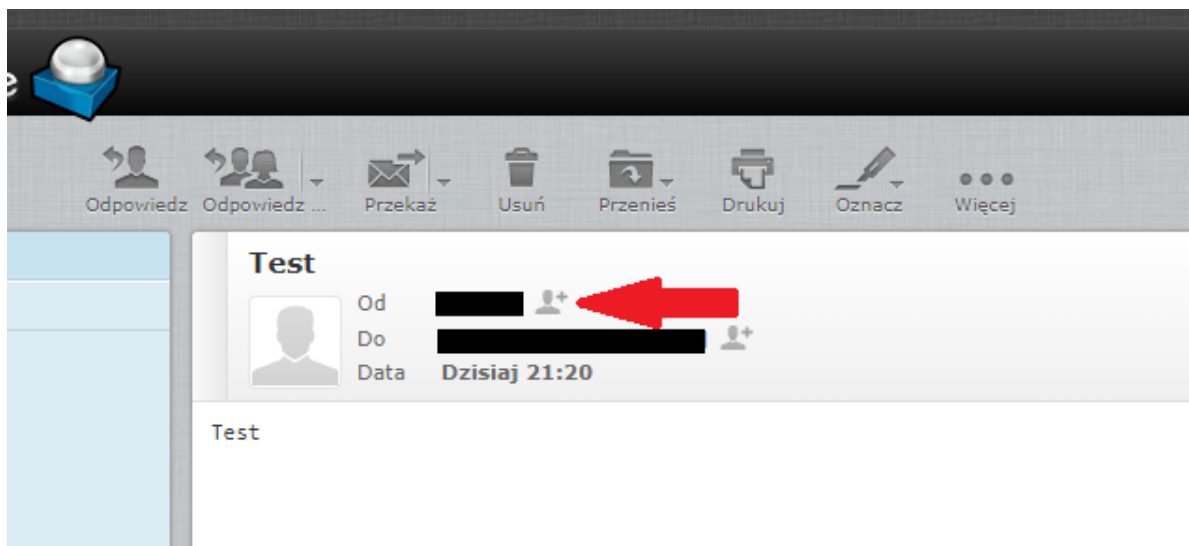 e
Odpowiedz Odpowiedz ... Przekaż Usuń Przenieś Drukuj Oznacz Więcej
Test
Od
Do
Data Dzisiaj 21:20
Test